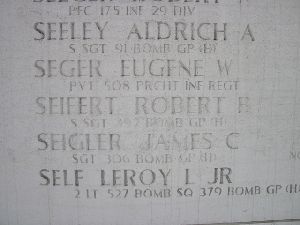 PFC 175 INF 29 DIV
SEELEY ALDRICH A
S SGT 91 BOMB GP (H)
SEGER EUGENE W
PVT 508 PRCHT INF REGT
SEIFERT ROBERT
S SGT BOMB GP (H)
SEIGLER JAMES C
SGT 306 BOMB GP (H)
SELF LEROY L JR
2 LT 527 BOMB SQ 379 BOMB GP (H)